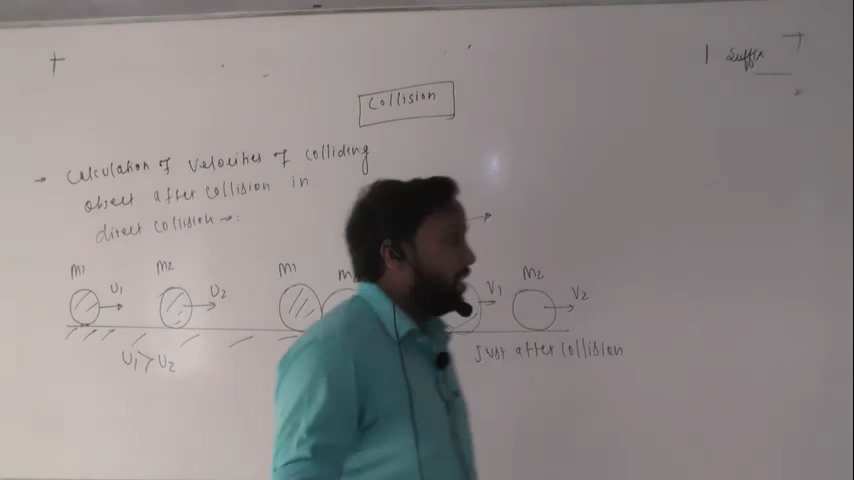 Suffix
Collision
→ Calculation of Velocities of colliding
object after collision in
direct collision →:
m1 m2 m1 m m2
U1 U2 V1 V2
Just after collision
U1 > U2